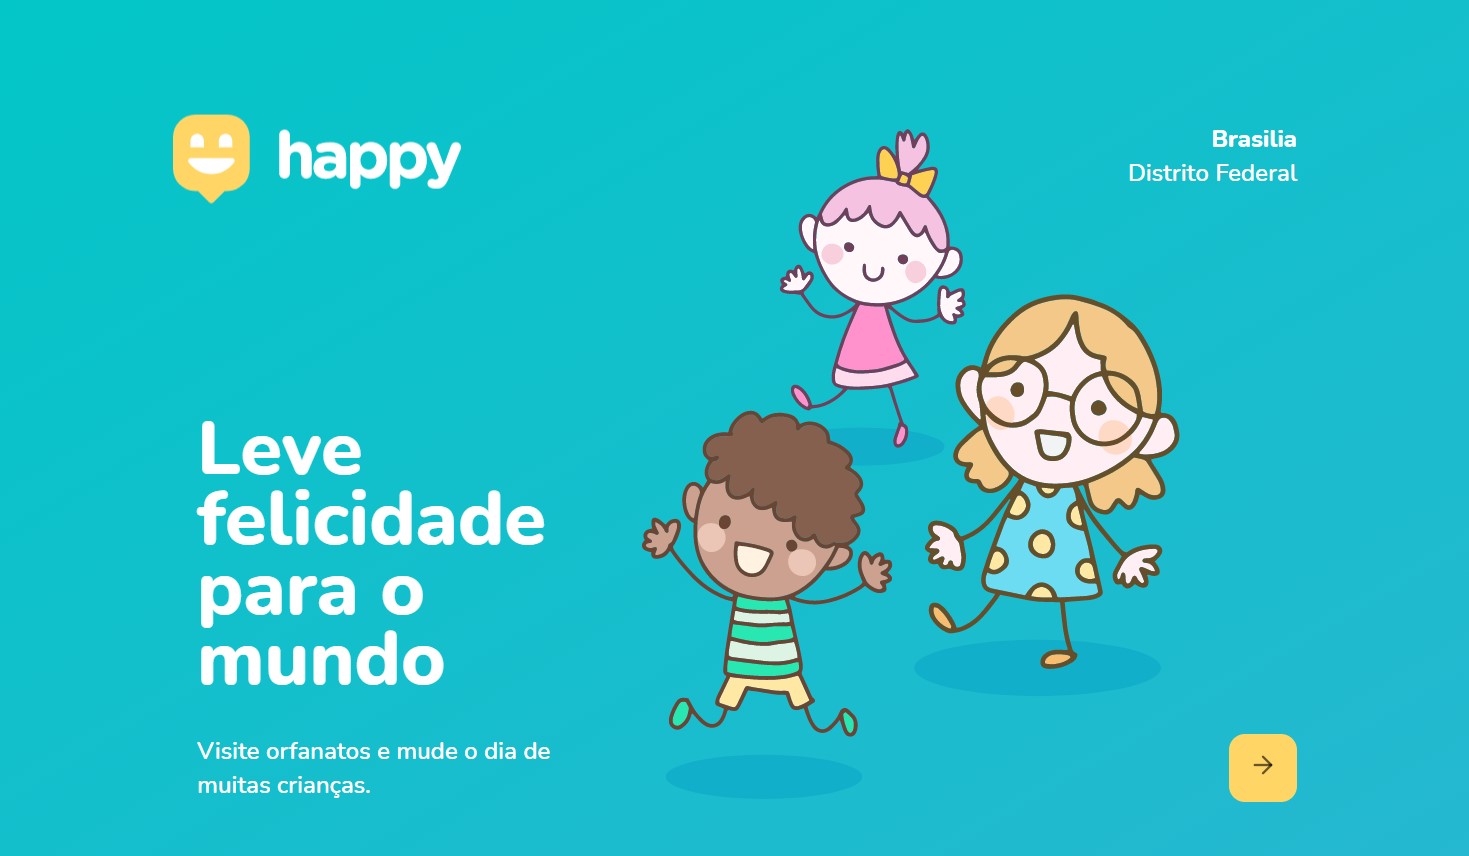 happy
Brasilia
Distrito Federal
Leve
felicidade
para o
mundo
Visite orfanatos e mude o dia de
muitas crianças.